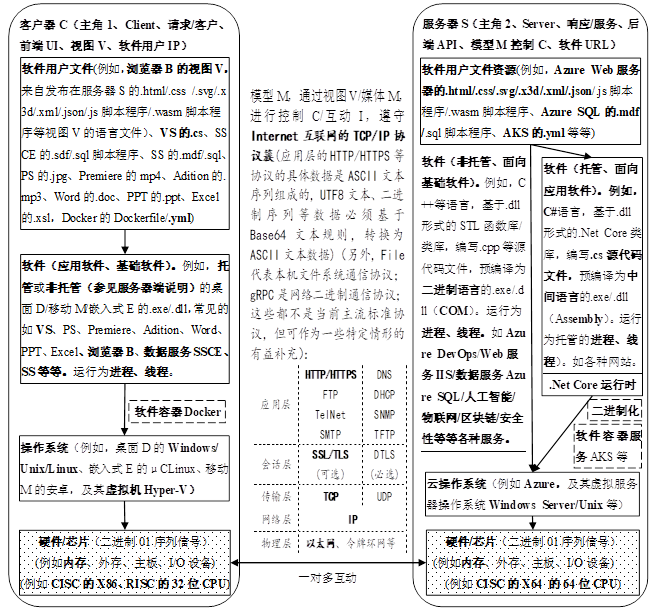 客户器 C（主角 1、Client、请求/客户、
前端 UI、视图 V、软件用户 IP）
软件用户文件(例如，浏览器 B 的视图 V，
来自发布在服务器 S 的.html/.css /.svg/.x
3d/.xml/.json/.js 脚本程序/.wasm 脚本程
序等视图 V 的语言文件)、VS 的.cs、SS
CE 的.sdf/.sql 脚本程序、SS 的.mdf/.sql、
PS 的.jpg、Premiere 的 mp4、Adition 的.
mp3、Word 的.doc、PPT 的.ppt、Excel
的.xsl，Docker 的 Dockerfile/.yml)
软件（应用软件、基础软件）。例如，托
管或非托管（参见服务器端说明）的桌
面 D/移动 M/嵌入式 E 的.exe/.dll，常见的
如 VS、PS、Premiere、Adition、Word、
PPT、Excel、浏览器 B、数据服务 SSCE、
SS 等等。运行为进程、线程。
软件容器 Docker
操作系统（例如，桌面 D 的 Windows/
Unix/Linux、嵌入式 E 的 μ CLinux、移动
M 的安卓，及其虚拟机 Hyper-V）
硬件/芯片（二进制 01 序列信号）
(例如内存、外存、主板、I/O 设备)
(例如 CISC 的 X86、RISC 的 32 位 CPU)
模型 M，通过视图 V/媒体 M，
进行控制 C/互动 I，遵守
Internet 互联网的 TCP/IP 协
议簇(应用层的 HTTP/HTTPS 等
协议的具体数据是 ASCII 文本
序列组成的，UTF8 文本、二进
制序列等数据必须基于
Base64 文本规则，转换为
ASCII 文本数据)（另外，File
代表本机文件系统通信协议；
gRPC 是网络二进制通信协议；
这些都不是当前主流标准协
议，但可作为一些特定情形的
有益补充)：
应用层 HTTP/HTTPS DNS
FTP DHCP
TelNet SNMP
SMTP TFTP
会话层 SSL/TLS DTLS
(可选) (必选)
传输层 TCP UDP
网络层 IP
物理层 以太网、令牌环网等
一对多互动
服务器 S（主角 2、Server、响应/服务、后
端 API、模型 M 控制 C、软件 URL）
软件用户文件资源(例如，Azure Web 服务
器的.html/.css/.svg/.x3d/.xml/.json/.js 脚本
程序/.wasm 脚本程序、Azure SQL 的.mdf
/.sql 脚本程序、AKS 的.yml 等等)
软件（非托管、面向
基础软件）。例如，C
++等语言，基于.dll
形式的 STL 函数库/
类库，编写.cpp 等源
代码文件，预编译为
二进制语言的.exe/.d
ll（COM）。运行为
进程、线程。如 Az
ure DevOps/Web 服
务 IIS/数据服务 Azure
SQL/人工智能/
物联网/区块链/安全
性等等各种服务。
软件（托管、面向
应用软件）。例如，
C#语言，基于.dll
形式的.Net Core 类
库，编写.cs 源代码
文件。预编译为中间
语言的.exe/.dll
（Assembly）。运行
为托管的进程、线
程)。如各种网站。
.Net Core 运行时
二进制化
软件容器服
务 AKS 等
云操作系统（例如 Azure，及其虚拟服务
器操作系统 Windows Server/Unix 等）
硬件/芯片（二进制 01 序列信号）
(例如内存、外存、主板、I/O 设备)
(例如 CISC 的 X64 的 64 位 CPU)